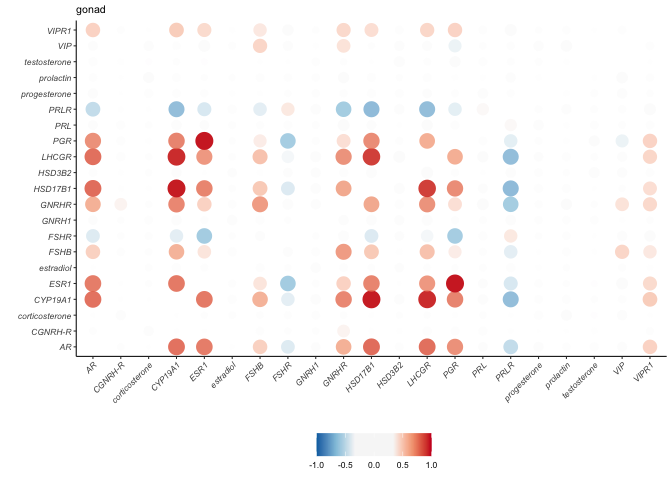 gonad
VIPR1
VIP
testosterone
prolactin
progesterone
PRLR
PRL
PGR
LHCGR
HSD3B2
HSD17B1
GNRHR
GNRH1
FSHR
FSHB
estradiol
ESR1
CYP19A1
corticosterone
CGNRH-R
AR
AR CGNRH-R corticosterone CYP19A1 ESR1 estradiol FSHB FSHR GNRH1 GNRHR HSD17B1 HSD3B2 LHCGR PGR PRL PRLR progesterone prolactin testosterone VIP VIPR1
-1.0 -0.5 0.0 0.5 1.0